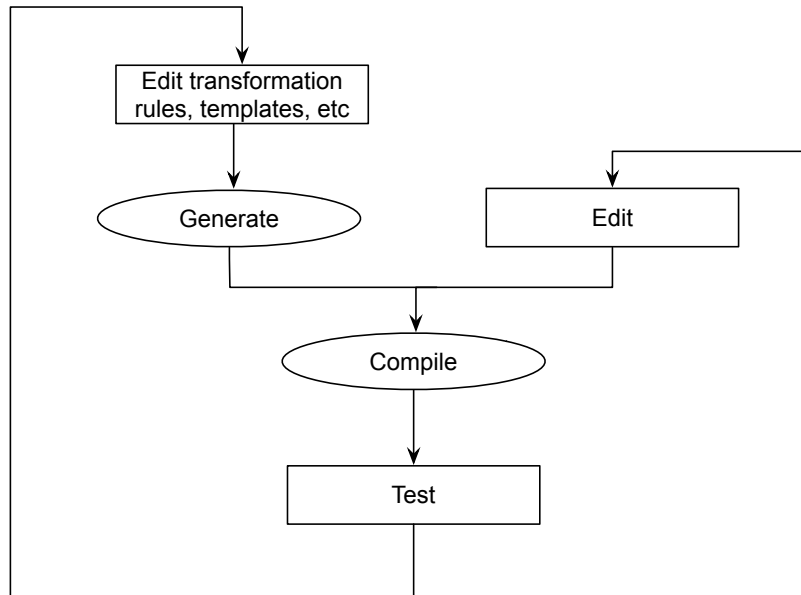 Edit transformation
rules, templates, etc
Generate
Edit
Compile
Test